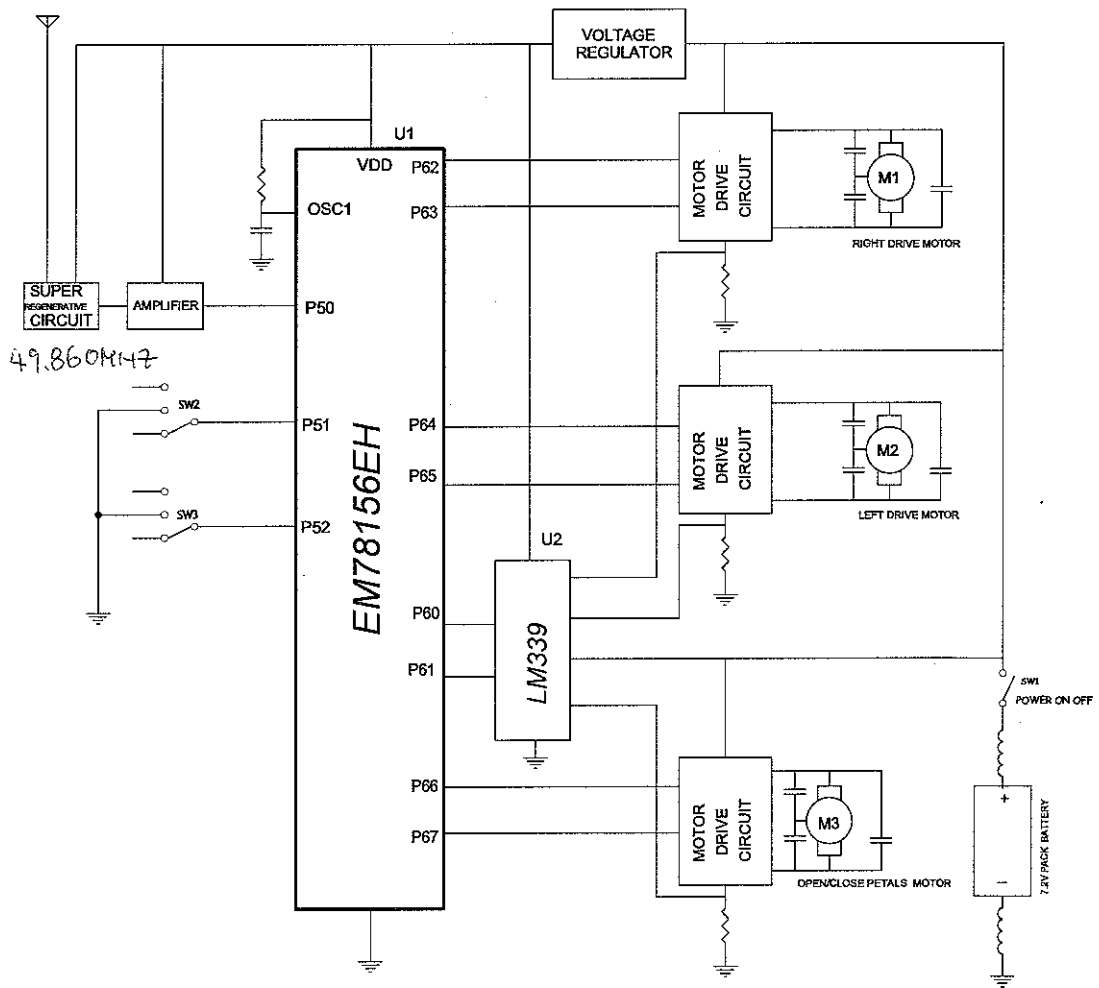 VOLTAGE
REGULATOR
U1
VDD
P62
MOTOR
DRIVE
CIRCUIT
M1
OSC1
P63
RIGHT DRIVE MOTOR
SUPER
REGENERATIVE
CIRCUIT
AMPLIFIER
P50
49.860MHZ
SW2
P51
EM78156EH
P64
MOTOR
DRIVE
CIRCUIT
M2
P65
LEFT DRIVE MOTOR
SW3
P52
U2
P60
LM339
P61
SW1
POWER ON OFF
P66
MOTOR
DRIVE
CIRCUIT
M3
P67
OPEN/CLOSE PETALS MOTOR
+
−
7.2V PACK BATTERY